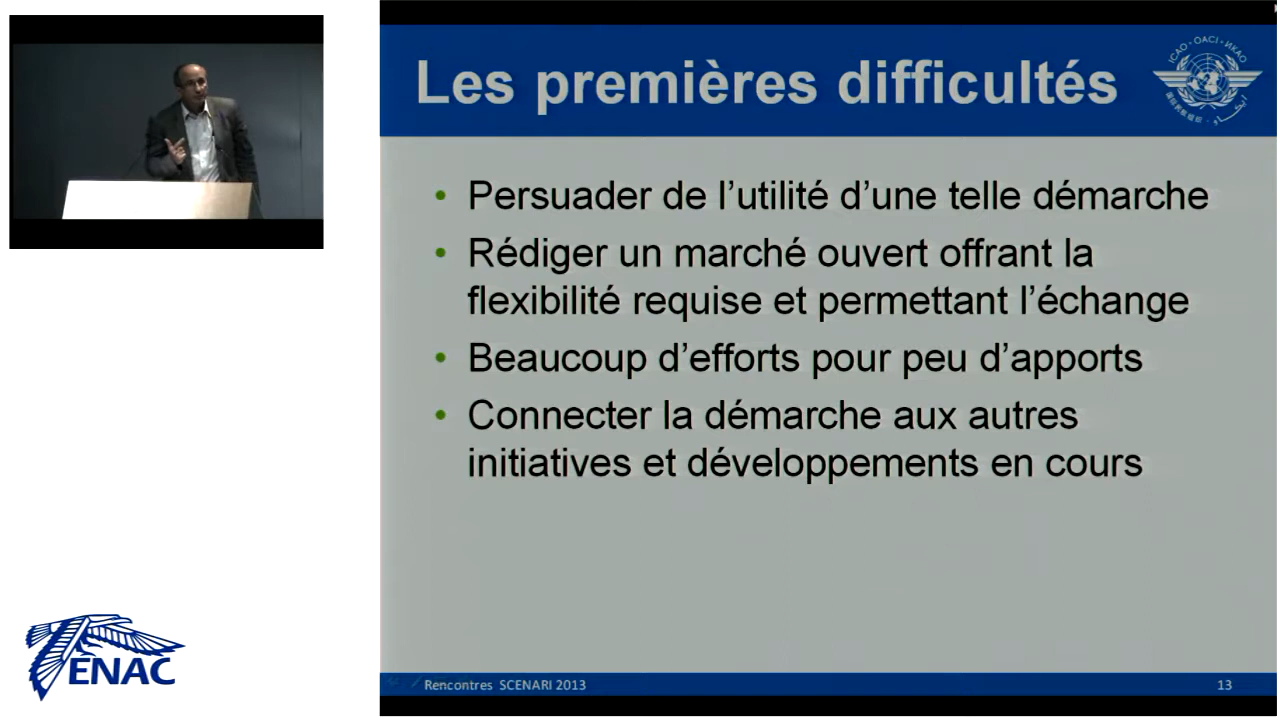 Les premières difficultés
ICAO · OACI · ИКАО
• Persuader de l’utilité d’une telle démarche
• Rédiger un marché ouvert offrant la
flexibilité requise et permettant l’échange
• Beaucoup d’efforts pour peu d’apports
• Connecter la démarche aux autres
initiatives et développements en cours
ENAC
Rencontres SCENARI 2013
13